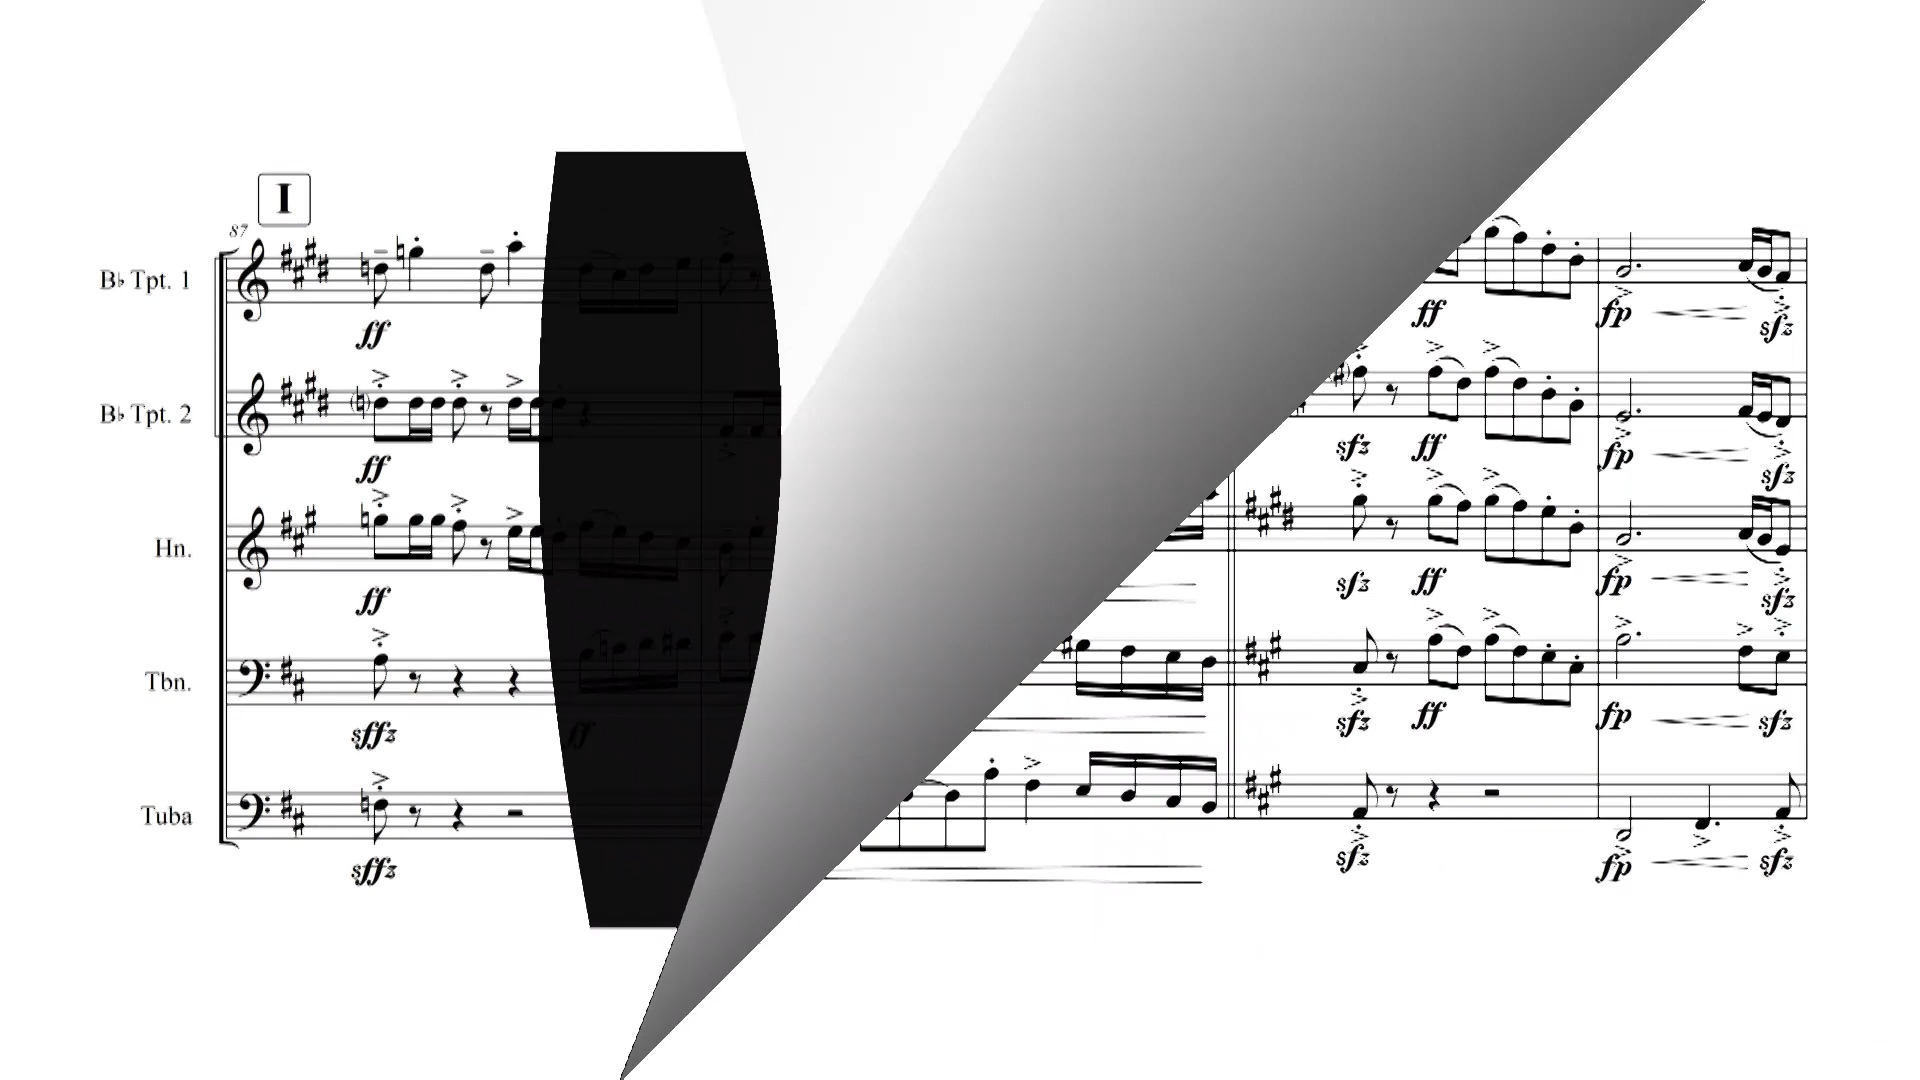 I
87
B♭ Tpt. 1
ff ff fp sfz
B♭ Tpt. 2
ff sfz ff fp sfz
Hn.
ff sfz ff fp sfz
Tbn.
sffz ff sfz ff fp sfz
Tuba
sffz sfz fp sfz